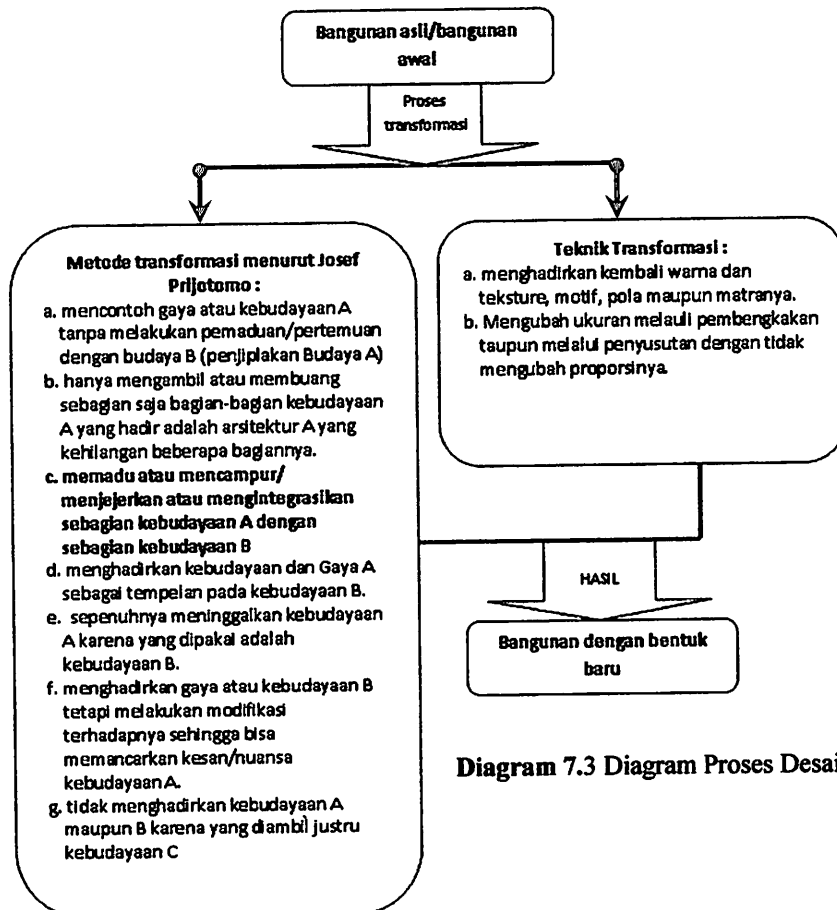 Bangunan asli/bangunan
awal
Proses
transformasi
Metode transformasi menurut Josef
Prijotomo :
a. mencontoh gaya atau kebudayaan A
tanpa melakukan pemaduan/pertemuan
dengan budaya B (penjiplakan Budaya A)
b. hanya mengambil atau membuang
sebagian saja bagian-bagian kebudayaan
A yang hadir adalah arsitektur A yang
kehilangan beberapa bagiannya.
c. memadu atau mencampur/
menjejerkan atau mengintegrasikan
sebagian kebudayaan A dengan
sebagian kebudayaan B
d. menghadirkan kebudayaan dan Gaya A
sebagai tempelan pada kebudayaan B.
e. sepenuhnya meninggalkan kebudayaan
A karena yang dipakai adalah
kebudayaan B.
f. menghadirkan gaya atau kebudayaan B
tetapi melakukan modifikasi
terhadapnya sehingga bisa
memancarkan kesan/nuansa
kebudayaan A.
g. tidak menghadirkan kebudayaan A
maupun B karena yang diambil justru
kebudayaan C
Teknik Transformasi :
a. menghadirkan kembali warna dan
teksture, motif, pola maupun matranya.
b. Mengubah ukuran melauli pembengkakan
taupun melalui penyusutan dengan tidak
mengubah proporsinya.
HASIL
Bangunan dengan bentuk
baru
Diagram 7.3 Diagram Proses Desai